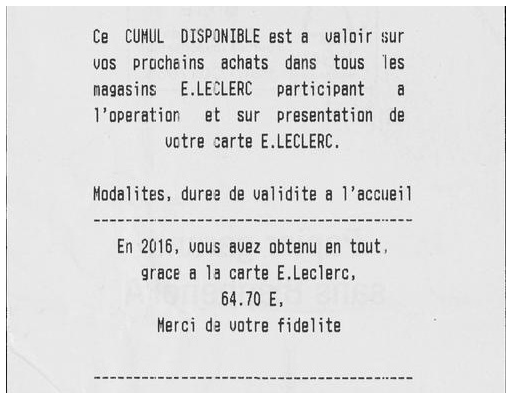 Ce CUMUL DISPONIBLE est a valoir sur
vos prochains achats dans tous les
magasins E.LECLERC participant a
l'operation et sur presentation de
votre carte E.LECLERC.
Modalites, duree de validite a l'accueil
----------------------------------------
En 2016, vous avez obtenu en tout,
grace a la carte E.Leclerc,
64.70 E,
Merci de votre fidelite
----------------------------------------